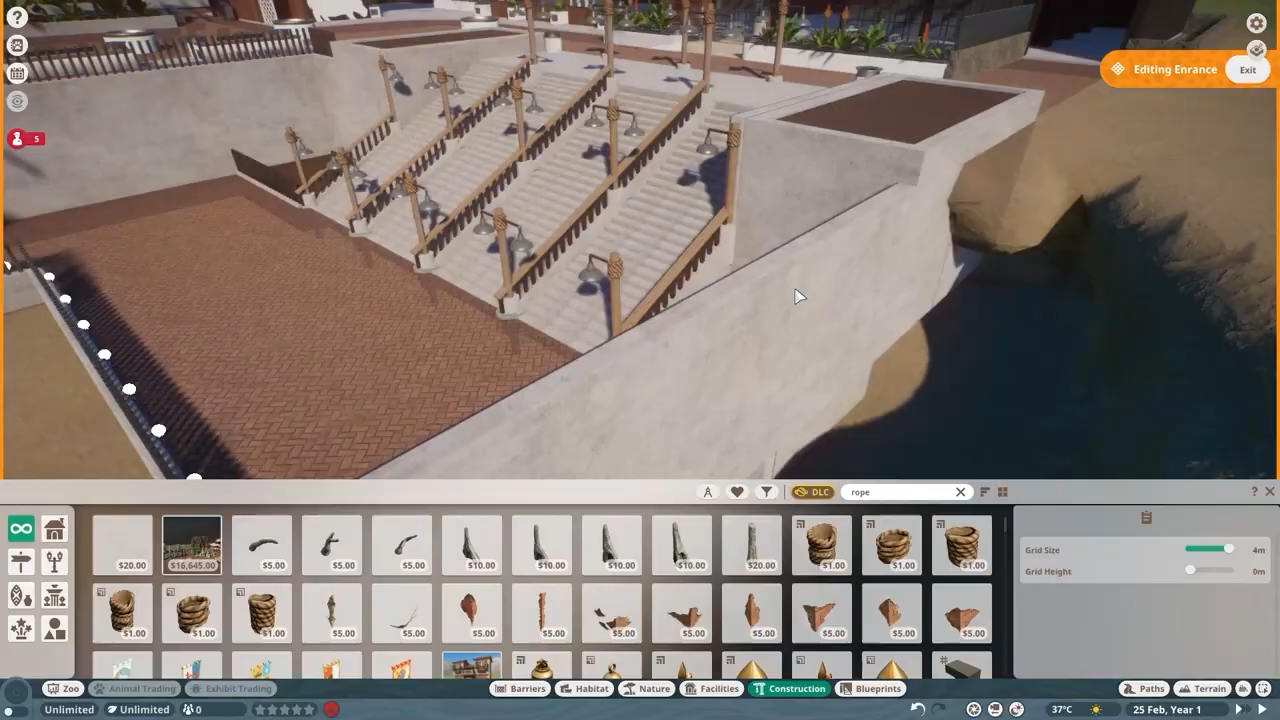 ?
Editing Enrance
Exit
5
DLC
rope
?
$20.00
$16,645.00
$5.00
$5.00
$5.00
$10.00
$10.00
$10.00
$10.00
$20.00
$1.00
$1.00
$1.00
Grid Size
4m
Grid Height
0m
$1.00
$1.00
$1.00
$5.00
$5.00
$5.00
$5.00
$5.00
$5.00
$5.00
$5.00
$5.00
$5.00
Zoo
Animal Trading
Exhibit Trading
Barriers
Habitat
Nature
Facilities
Construction
Blueprints
Paths
Terrain
Unlimited
Unlimited
0
37°C
25 Feb, Year 1